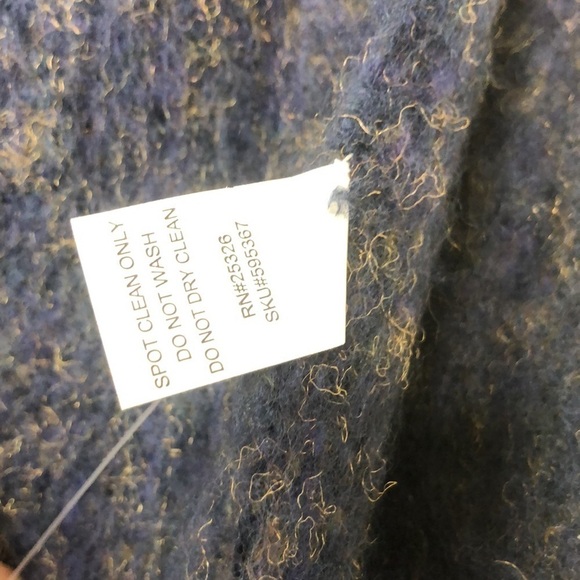 SPOT CLEAN ONLY
DO NOT WASH
DO NOT DRY CLEAN
RN#25326
SKU#595367